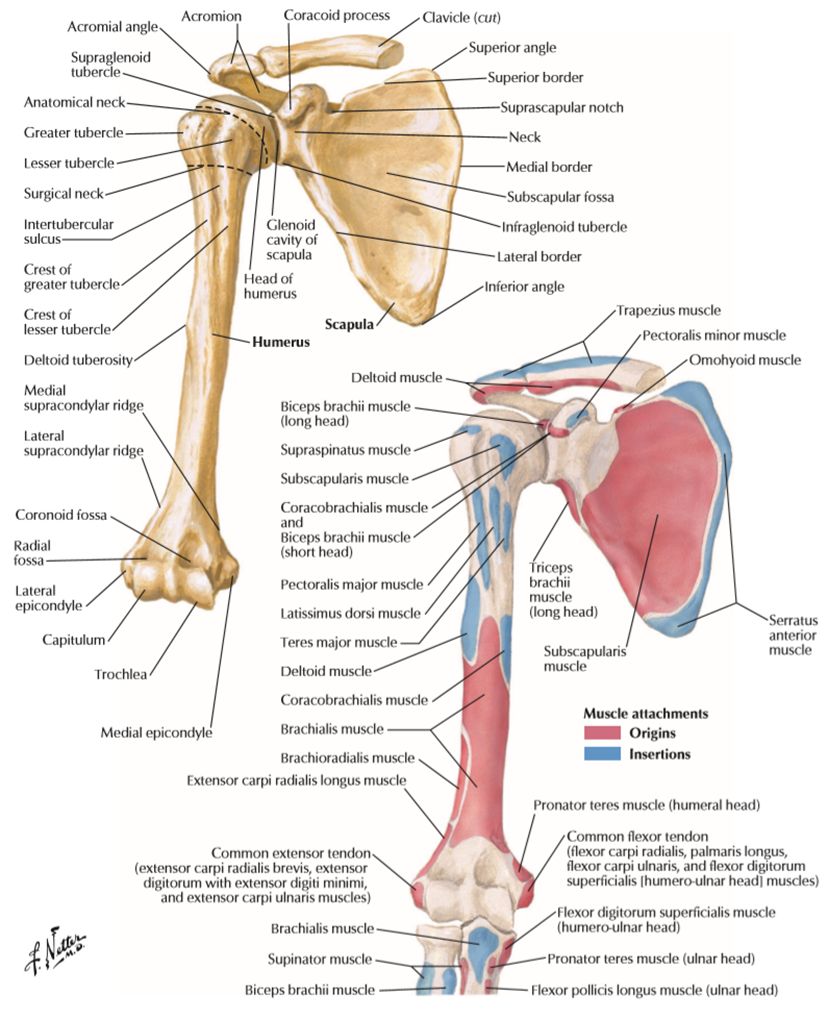 Acromion
Coracoid process
Clavicle (cut)
Acromial angle
Supraglenoid
tubercle
Anatomical neck
Greater tubercle
Lesser tubercle
Surgical neck
Intertubercular
sulcus
Crest of
greater tubercle
Crest of
lesser tubercle
Deltoid tuberosity
Medial
supracondylar ridge
Lateral
supracondylar ridge
Coronoid fossa
Radial
fossa
Lateral
epicondyle
Capitulum
Trochlea
Medial epicondyle
Superior angle
Superior border
Suprascapular notch
Neck
Medial border
Subscapular fossa
Infraglenoid tubercle
Lateral border
Inferior angle
Glenoid
cavity of
scapula
Head of
humerus
Scapula
Humerus
Trapezius muscle
Pectoralis minor muscle
Omohyoid muscle
Deltoid muscle
Biceps brachii muscle
(long head)
Supraspinatus muscle
Subscapularis muscle
Coracobrachialis muscle
and
Biceps brachii muscle
(short head)
Pectoralis major muscle
Latissimus dorsi muscle
Teres major muscle
Deltoid muscle
Coracobrachialis muscle
Brachialis muscle
Brachioradialis muscle
Extensor carpi radialis longus muscle
Common extensor tendon
(extensor carpi radialis brevis, extensor
digitorum with extensor digiti minimi,
and extensor carpi ulnaris muscles)
Brachialis muscle
Supinator muscle
Biceps brachii muscle
Triceps
brachii
muscle
(long head)
Subscapularis
muscle
Serratus
anterior
muscle
Muscle attachments
Origins
Insertions
Pronator teres muscle (humeral head)
Common flexor tendon
(flexor carpi radialis, palmaris longus,
flexor carpi ulnaris, and flexor digitorum
superficialis [humero-ulnar head] muscles)
Flexor digitorum superficialis muscle
(humero-ulnar head)
Pronator teres muscle (ulnar head)
Flexor pollicis longus muscle (ulnar head)
F. Netter
M.D.